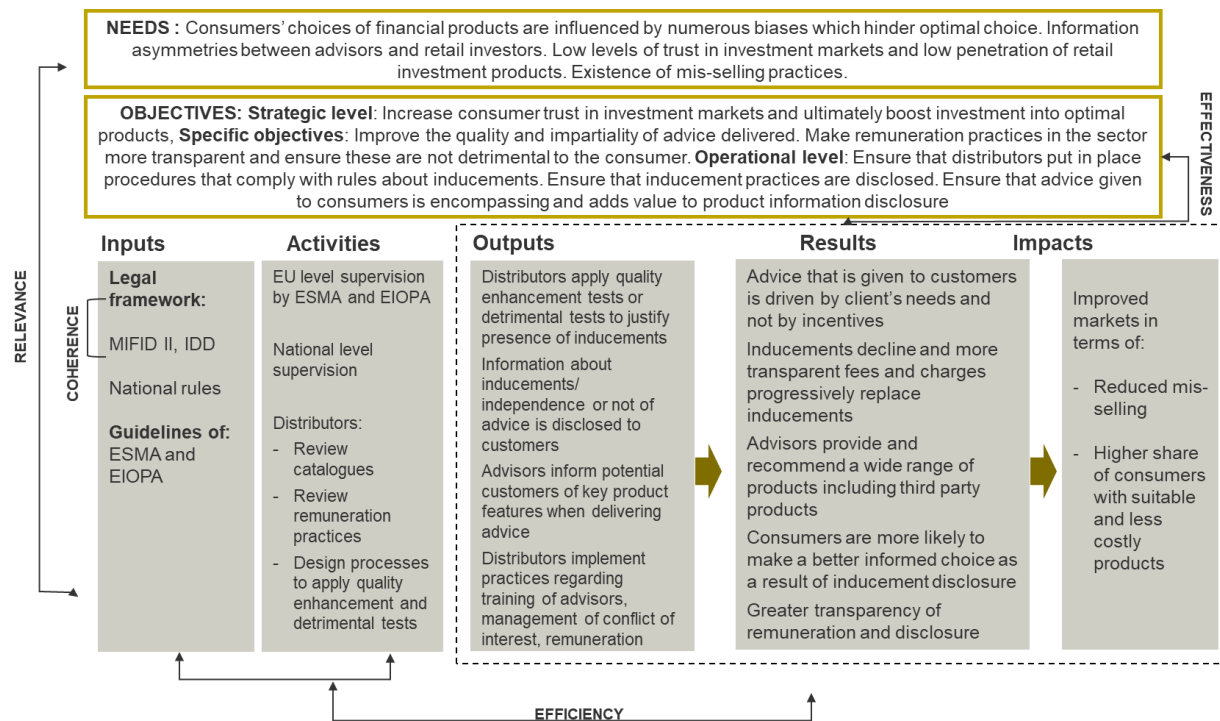 NEEDS : Consumers' choices of financial products are influenced by numerous biases which hinder optimal choice. Information
asymmetries between advisors and retail investors. Low levels of trust in investment markets and low penetration of retail
investment products. Existence of mis-selling practices.
OBJECTIVES: Strategic level: Increase consumer trust in investment markets and ultimately boost investment into optimal
products, Specific objectives: Improve the quality and impartiality of advice delivered. Make remuneration practices in the sector
more transparent and ensure these are not detrimental to the consumer. Operational level: Ensure that distributors put in place
procedures that comply with rules about inducements. Ensure that inducement practices are disclosed. Ensure that advice given
to consumers is encompassing and adds value to product information disclosure
EFFECTIVENESS
RELEVANCE
COHERENCE
Inputs
Legal
framework:
MIFID II, IDD
National rules
Guidelines of:
ESMA and
EIOPA
Activities
EU level supervision
by ESMA and EIOPA
National level
supervision
Distributors:
- Review
catalogues
- Review
remuneration
practices
- Design processes
to apply quality
enhancement and
detrimental tests
Outputs
Distributors apply quality
enhancement tests or
detrimental tests to justify
presence of inducements
Information about
inducements/
independence or not of
advice is disclosed to
customers
Advisors inform potential
customers of key product
features when delivering
advice
Distributors implement
practices regarding
training of advisors,
management of conflict of
interest, remuneration
Results
Advice that is given to customers
is driven by client's needs and
not by incentives
Inducements decline and more
transparent fees and charges
progressively replace
inducements
Advisors provide and
recommend a wide range of
products including third party
products
Consumers are more likely to
make a better informed choice as
a result of inducement disclosure
Greater transparency of
remuneration and disclosure
Impacts
Improved
markets in
terms of:
- Reduced mis-
selling
- Higher share
of consumers
with suitable
and less
costly
products
EFFICIENCY